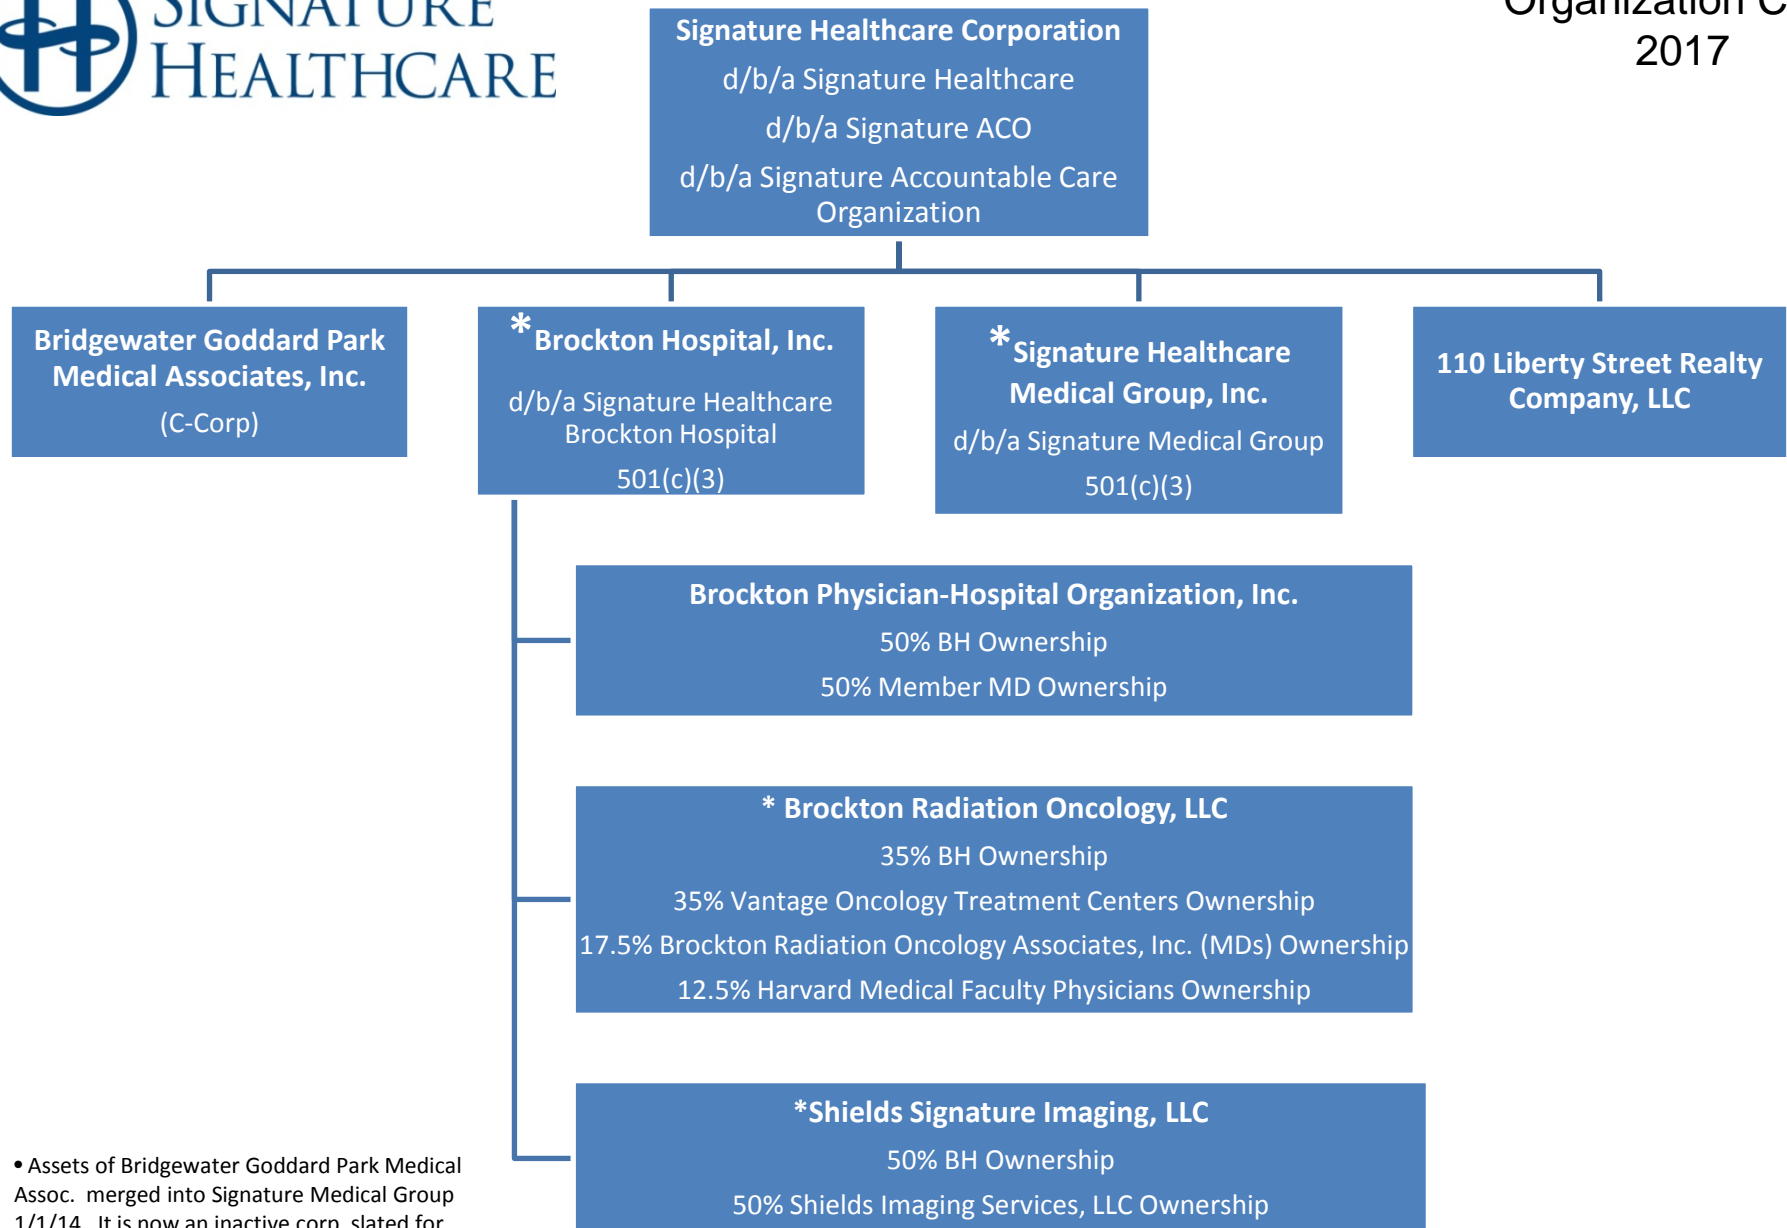 SIGNATURE
HEALTHCARE
Organization
2017
Signature Healthcare Corporation
d/b/a Signature Healthcare
d/b/a Signature ACO
d/b/a Signature Accountable Care
Organization
Bridgewater Goddard Park
Medical Associates, Inc.
(C-Corp)
*Brockton Hospital, Inc.
d/b/a Signature Healthcare
Brockton Hospital
501(c)(3)
*Signature Healthcare
Medical Group, Inc.
d/b/a Signature Medical Group
501(c)(3)
110 Liberty Street Realty
Company, LLC
Brockton Physician-Hospital Organization, Inc.
50% BH Ownership
50% Member MD Ownership
* Brockton Radiation Oncology, LLC
35% BH Ownership
35% Vantage Oncology Treatment Centers Ownership
17.5% Brockton Radiation Oncology Associates, Inc. (MDs) Ownership
12.5% Harvard Medical Faculty Physicians Ownership
*Shields Signature Imaging, LLC
50% BH Ownership
50% Shields Imaging Services, LLC Ownership
• Assets of Bridgewater Goddard Park Medical
Assoc. merged into Signature Medical Group
1/1/14. It is now an inactive corp. slated for